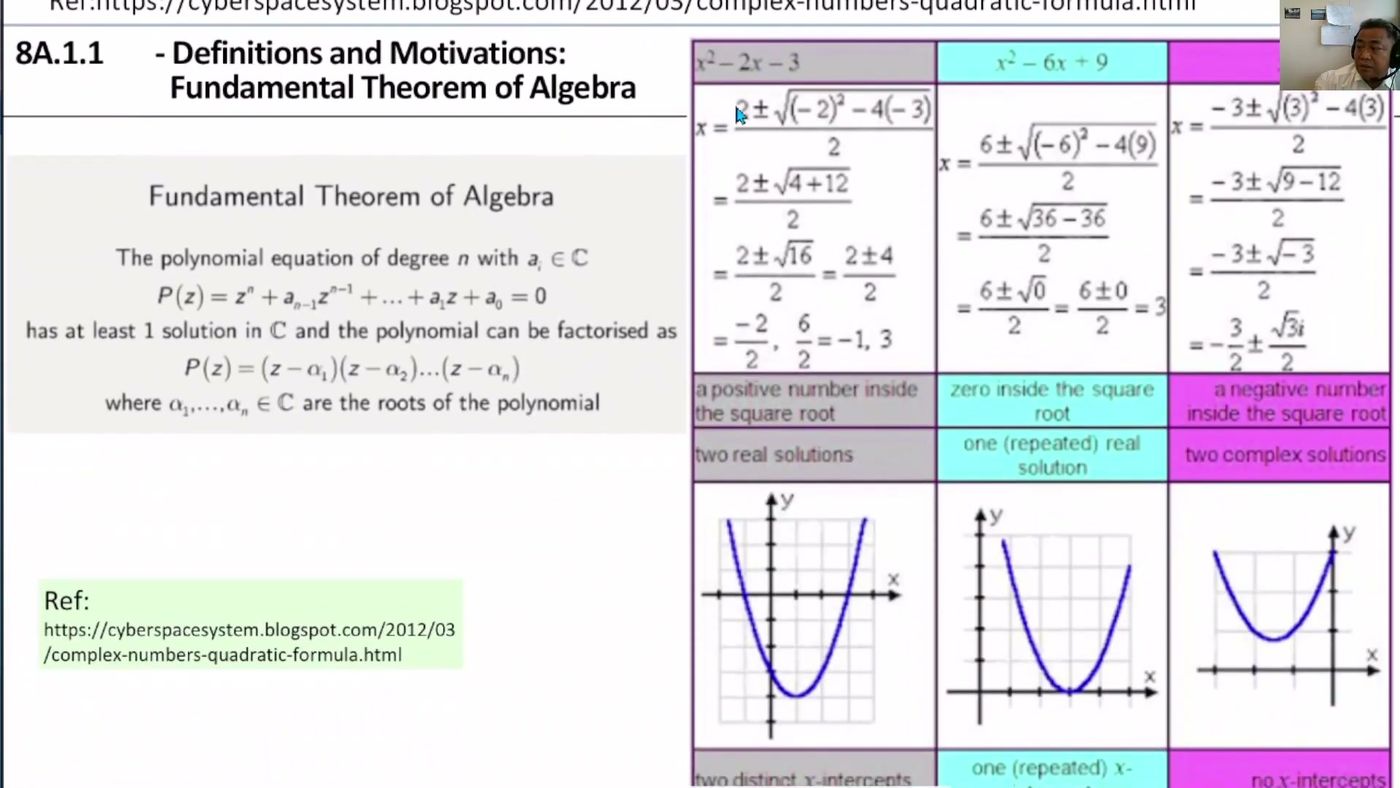 Ref:https://cyberspacesystem.blogspot.com/2012/03/complex-numbers-quadratic-formula.html
8A.1.1 - Definitions and Motivations:
Fundamental Theorem of Algebra
Fundamental Theorem of Algebra
The polynomial equation of degree n with aᵢ ∈ ℂ
P(z) = zⁿ + aₙ₋₁zⁿ⁻¹ + ... + a₁z + a₀ = 0
has at least 1 solution in ℂ and the polynomial can be factorised as
P(z) = (z − α₁)(z − α₂)...(z − αₙ)
where α₁,...,αₙ ∈ ℂ are the roots of the polynomial
Ref:
https://cyberspacesystem.blogspot.com/2012/03
/complex-numbers-quadratic-formula.html
x² – 2x – 3
x = (2 ± √((–2)² – 4(–3))) / 2
= (2 ± √(4+12)) / 2
= (2 ± √16) / 2 = (2±4) / 2
= –2/2, 6/2 = –1, 3
a positive number inside
the square root
two real solutions
y
x
two distinct x-intercepts
x² – 6x + 9
x = (6 ± √((–6)² – 4(9))) / 2
= (6 ± √(36 – 36)) / 2
= (6 ± √0) / 2 = (6±0) / 2 = 3
zero inside the square
root
one (repeated) real
solution
y
x
one (repeated) x-
x = (–3 ± √((3)² – 4(3))) / 2
= (–3 ± √(9 – 12)) / 2
= (–3 ± √–3) / 2
= –3/2 ± √3i/2
a negative number
inside the square root
two complex solutions
y
x
no x-intercepts